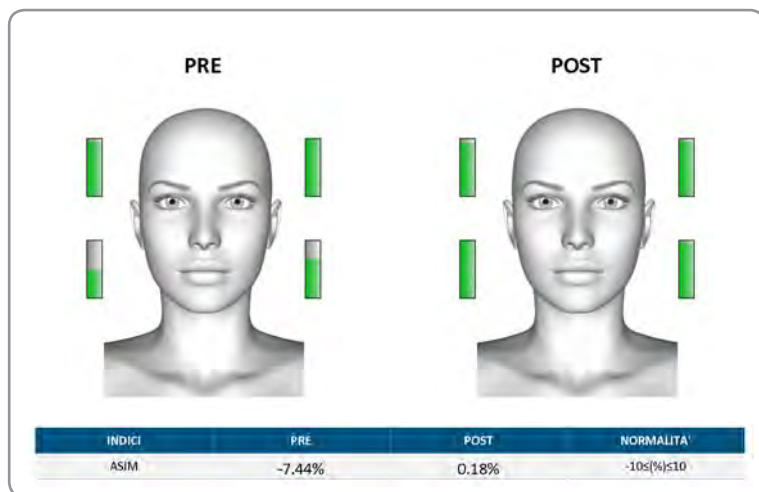 PRE POST
INDICI PRE POST NORMALITA'
ASIM -7.44% 0.18% -10≤(%)≤10